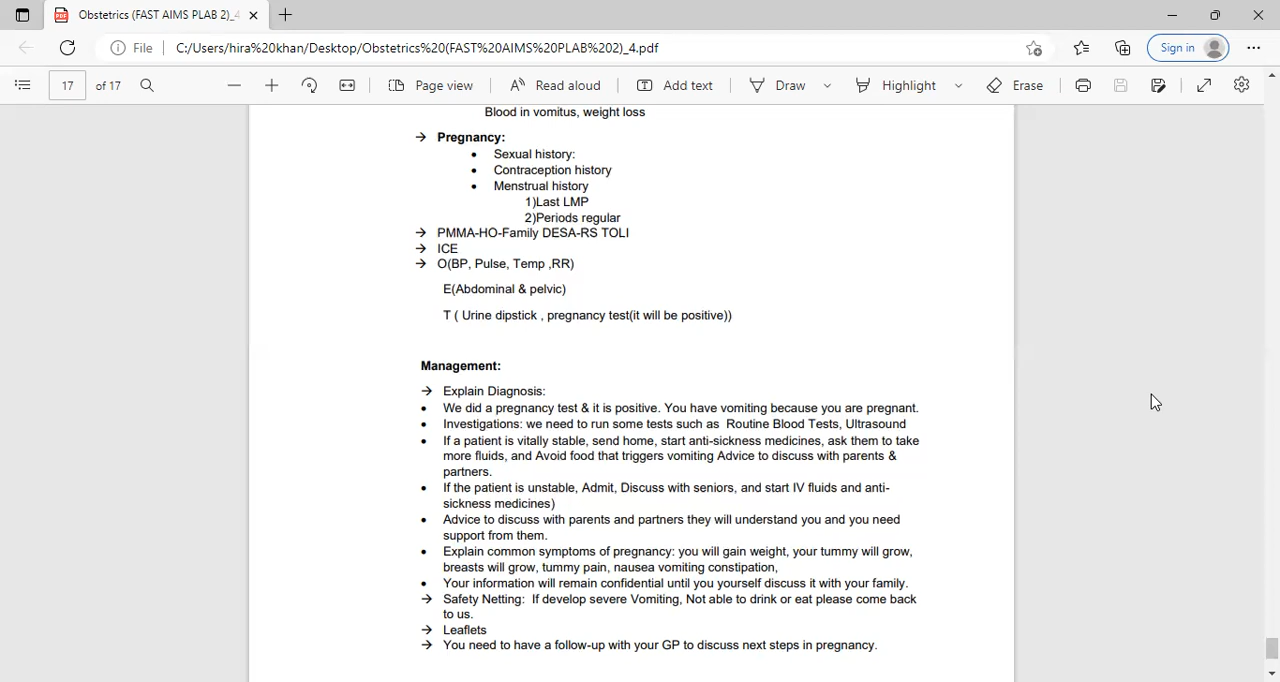 Obstetrics (FAST AIMS PLAB 2)_4
File C:/Users/hira%20khan/Desktop/Obstetrics%20(FAST%20AIMS%20PLAB%202)_4.pdf Sign in
17 of 17 Page view Read aloud Add text Draw Highlight Erase
Blood in vomitus, weight loss
→ Pregnancy:
• Sexual history:
• Contraception history
• Menstrual history
1)Last LMP
2)Periods regular
→ PMMA-HO-Family DESA-RS TOLI
→ ICE
→ O(BP, Pulse, Temp ,RR)
E(Abdominal & pelvic)
T ( Urine dipstick , pregnancy test(it will be positive))
Management:
→ Explain Diagnosis:
• We did a pregnancy test & it is positive. You have vomiting because you are pregnant.
• Investigations: we need to run some tests such as Routine Blood Tests, Ultrasound
• If a patient is vitally stable, send home, start anti-sickness medicines, ask them to take
more fluids, and Avoid food that triggers vomiting Advice to discuss with parents &
partners.
• If the patient is unstable, Admit, Discuss with seniors, and start IV fluids and anti-
sickness medicines)
• Advice to discuss with parents and partners they will understand you and you need
support from them.
• Explain common symptoms of pregnancy: you will gain weight, your tummy will grow,
breasts will grow, tummy pain, nausea vomiting constipation,
• Your information will remain confidential until you yourself discuss it with your family.
→ Safety Netting: If develop severe Vomiting, Not able to drink or eat please come back
to us.
→ Leaflets
→ You need to have a follow-up with your GP to discuss next steps in pregnancy.